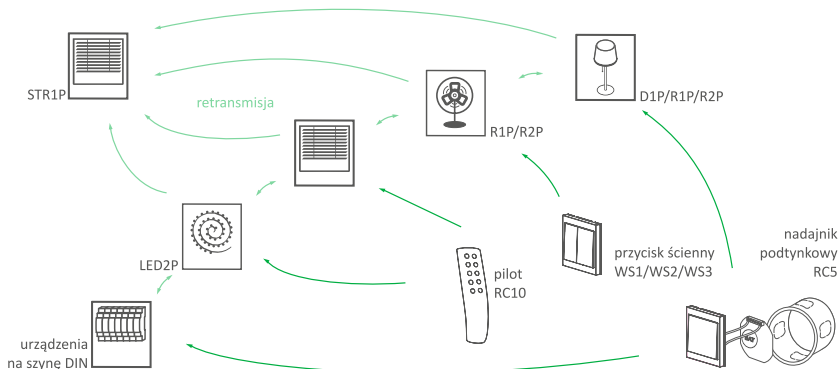 STR1P
D1P/R1P/R2P
retransmisja
R1P/R2P
nadajnik
podtynkowy
RC5
przycisk ścienny
WS1/WS2/WS3
LED2P
pilot
RC10
urządzenia
na szynę DIN